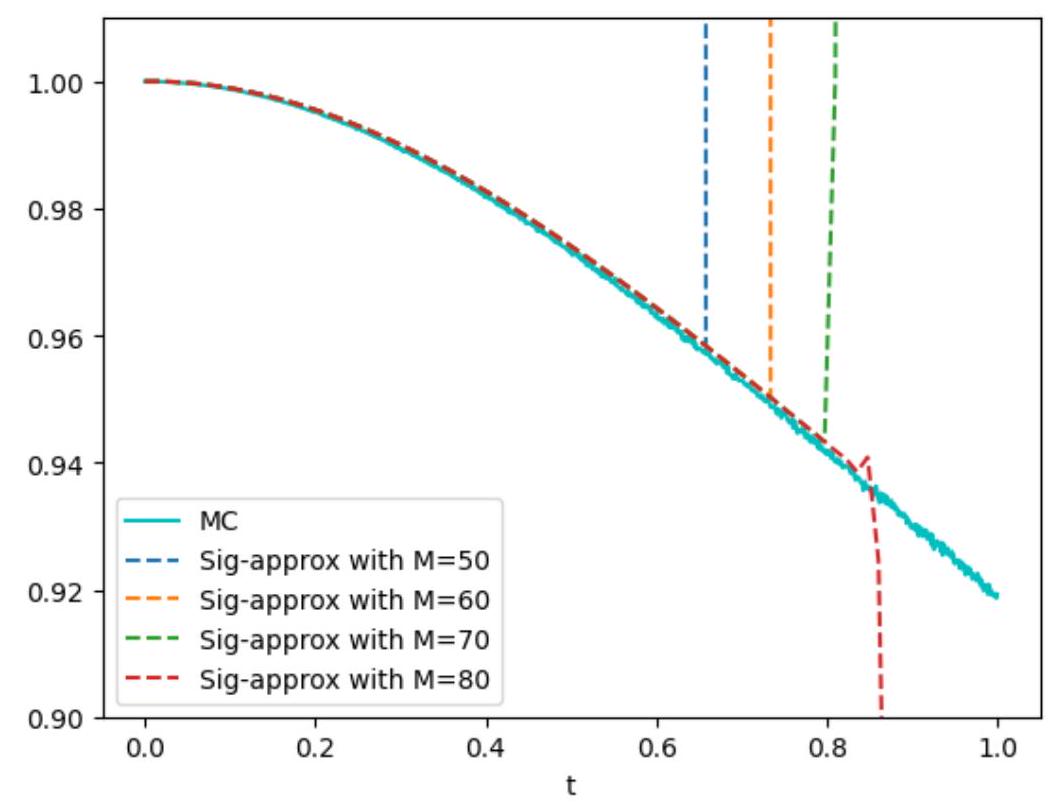 1.00
0.98
0.96
0.94
0.92
0.90
MC
Sig-approx with M=50
Sig-approx with M=60
Sig-approx with M=70
Sig-approx with M=80
0.0 0.2 0.4 0.6 0.8 1.0
t